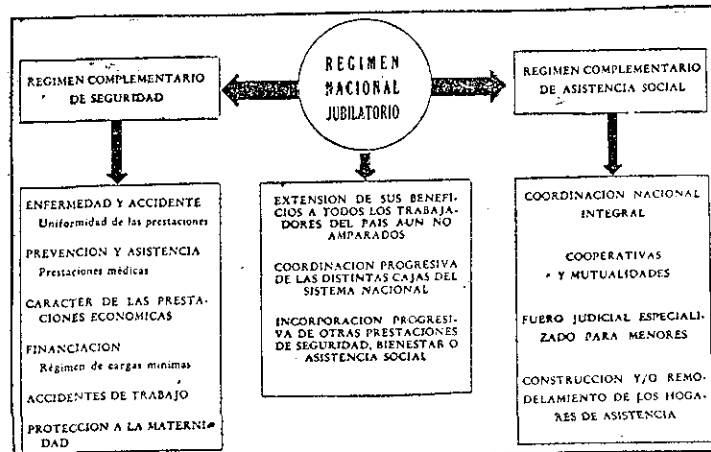 REGIMEN
NACIONAL
JUBILATORIO
REGIMEN COMPLEMENTARIO
DE SEGURIDAD
REGIMEN COMPLEMENTARIO
DE ASISTENCIA SOCIAL
ENFERMEDAD Y ACCIDENTE
Uniformidad de las prestaciones
PREVENCION Y ASISTENCIA
Prestaciones médicas
CARACTER DE LAS PRESTA-
CIONES ECONOMICAS
FINANCIACION
Régimen de cargas mínimas
ACCIDENTES DE TRABAJO
PROTECCION A LA MATERNI-
DAD
EXTENSION DE SUS BENEFI-
CIOS A TODOS LOS TRABAJA-
DORES DEL PAIS AUN NO
AMPARADOS
COORDINACION PROGRESIVA
DE LAS DISTINTAS CAJAS DEL
SISTEMA NACIONAL
INCORPORACION PROGRESI-
VA DE OTRAS PRESTACIONES
DE SEGURIDAD, BIENESTAR O
ASISTENCIA SOCIAL
COORDINACION NACIONAL
INTEGRAL
COOPERATIVAS
Y MUTUALIDADES
FUERO JUDICIAL ESPECIALI-
ZADO PARA MENORES
CONSTRUCCION Y/O REMO-
DELAMIENTO DE LOS HOGA-
RES DE ASISTENCIA